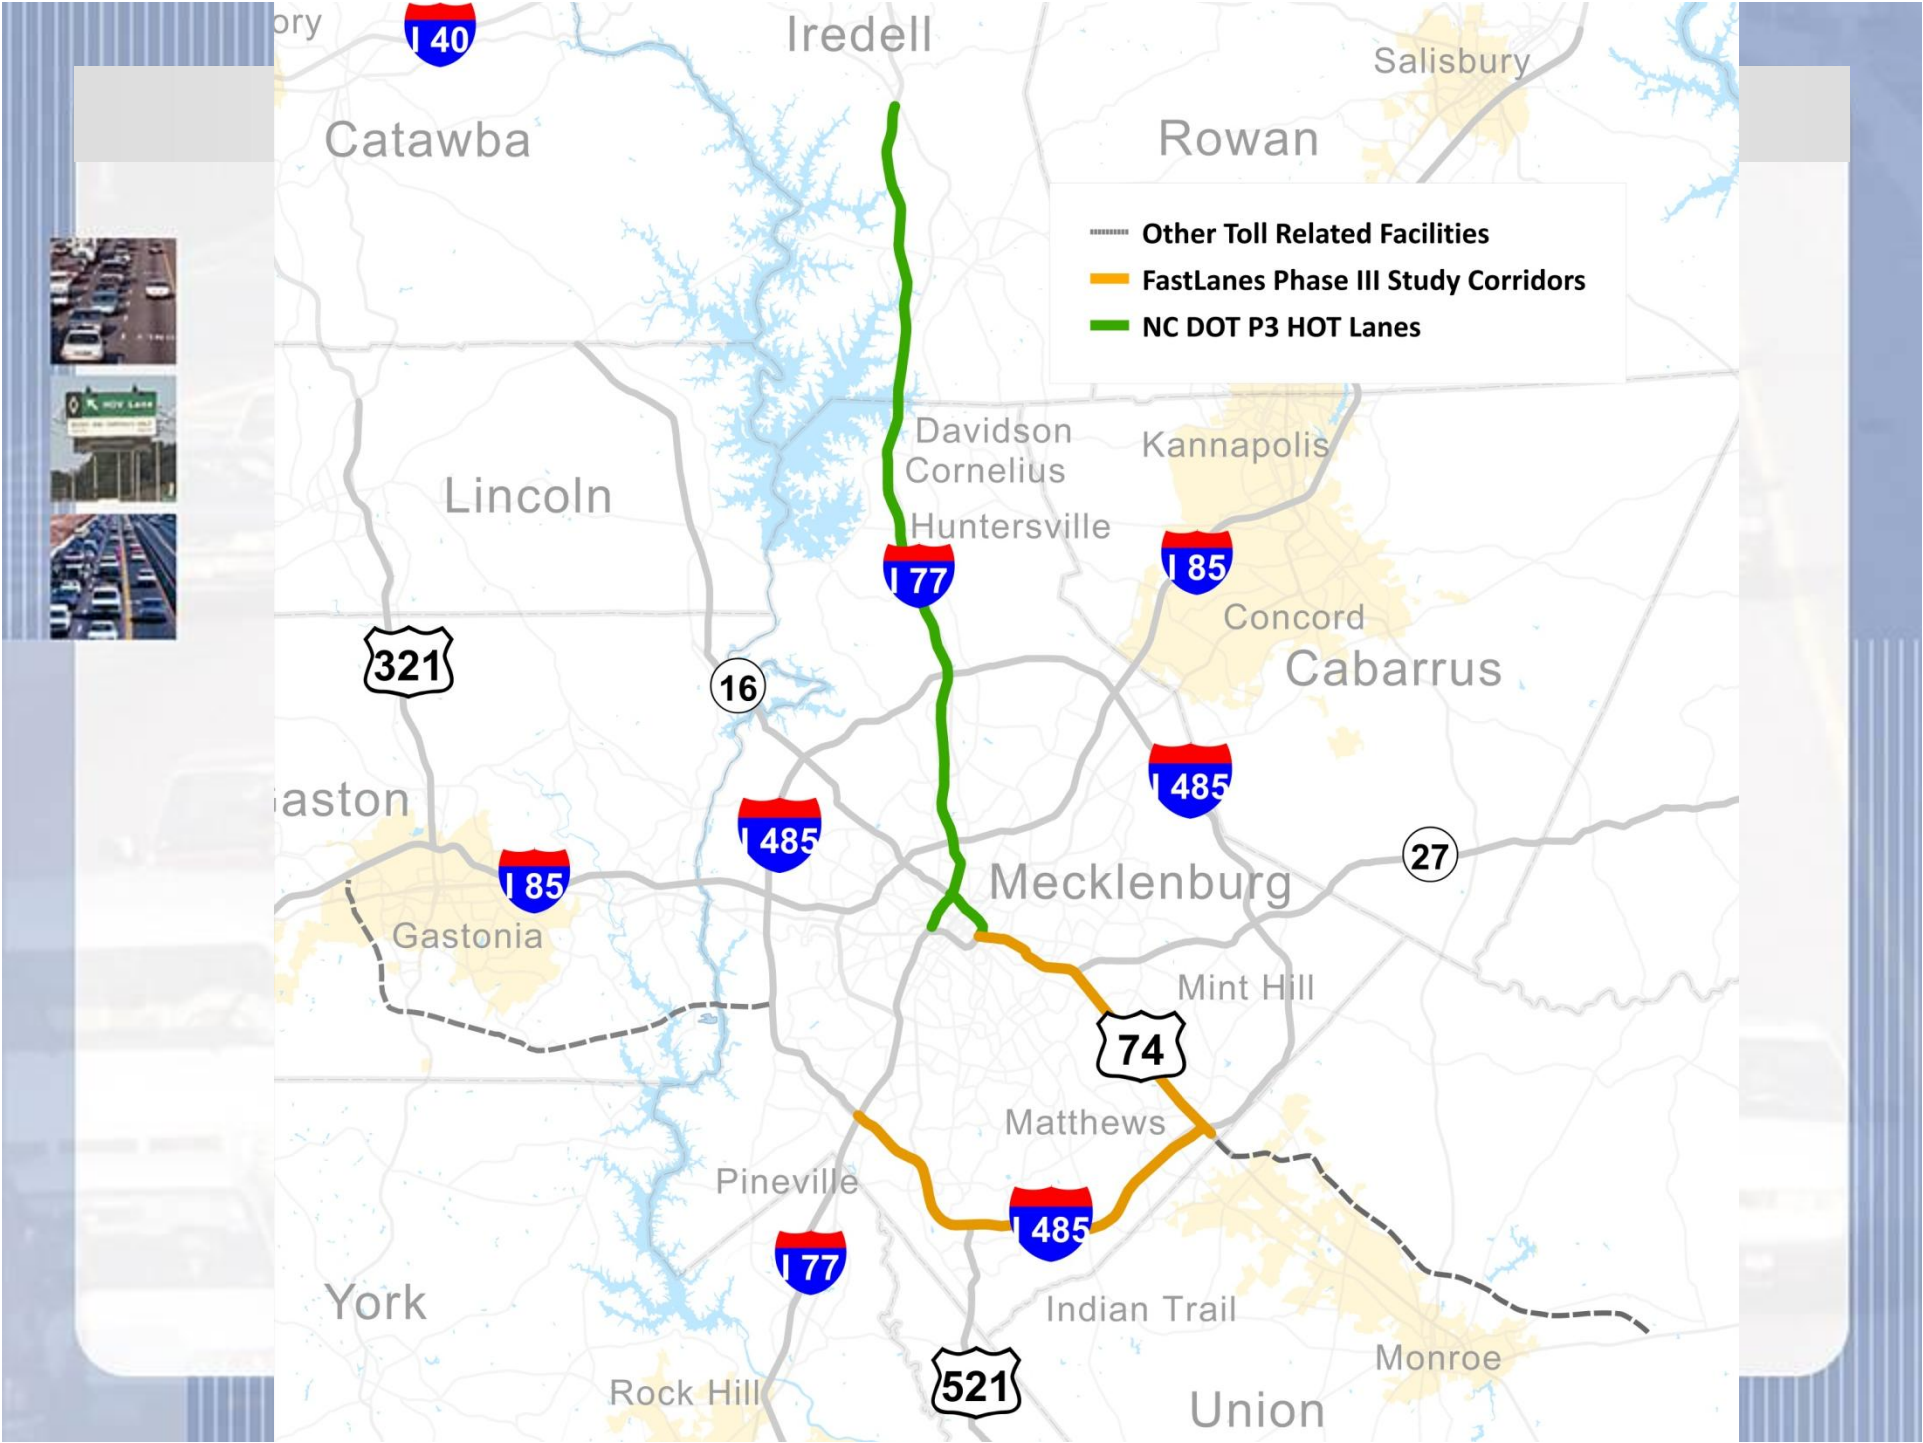 ory
I 40
Iredell
Salisbury
Catawba
Rowan
Other Toll Related Facilities
FastLanes Phase III Study Corridors
NC DOT P3 HOT Lanes
HOV Lane
Davidson
Cornelius
Kannapolis
Lincoln
Huntersville
I 77
I 85
Concord
321
Cabarrus
16
I 485
aston
I 485
27
I 85
Mecklenburg
Gastonia
Mint Hill
74
Matthews
Pineville
I 485
I 77
York
Indian Trail
Monroe
521
Rock Hill
Union